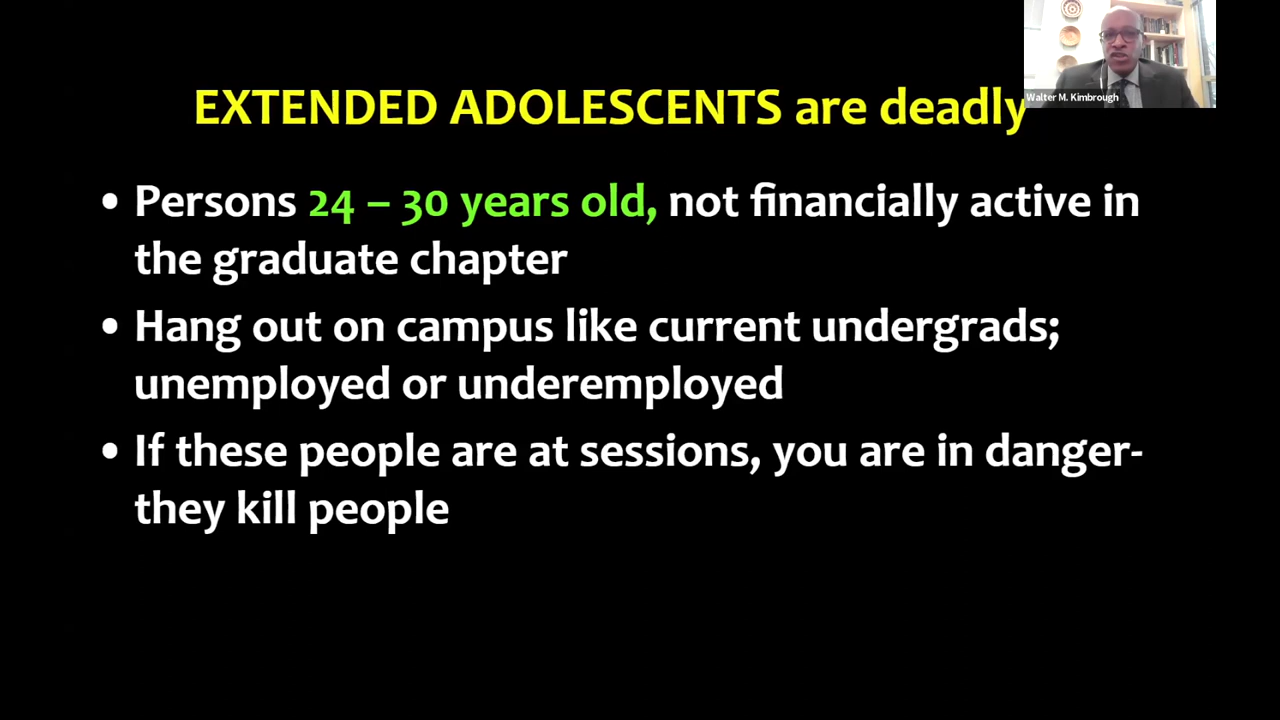 EXTENDED ADOLESCENTS are deadly
Walter M. Kimbrough
• Persons 24 – 30 years old, not financially active in
the graduate chapter
• Hang out on campus like current undergrads;
unemployed or underemployed
• If these people are at sessions, you are in danger-
they kill people